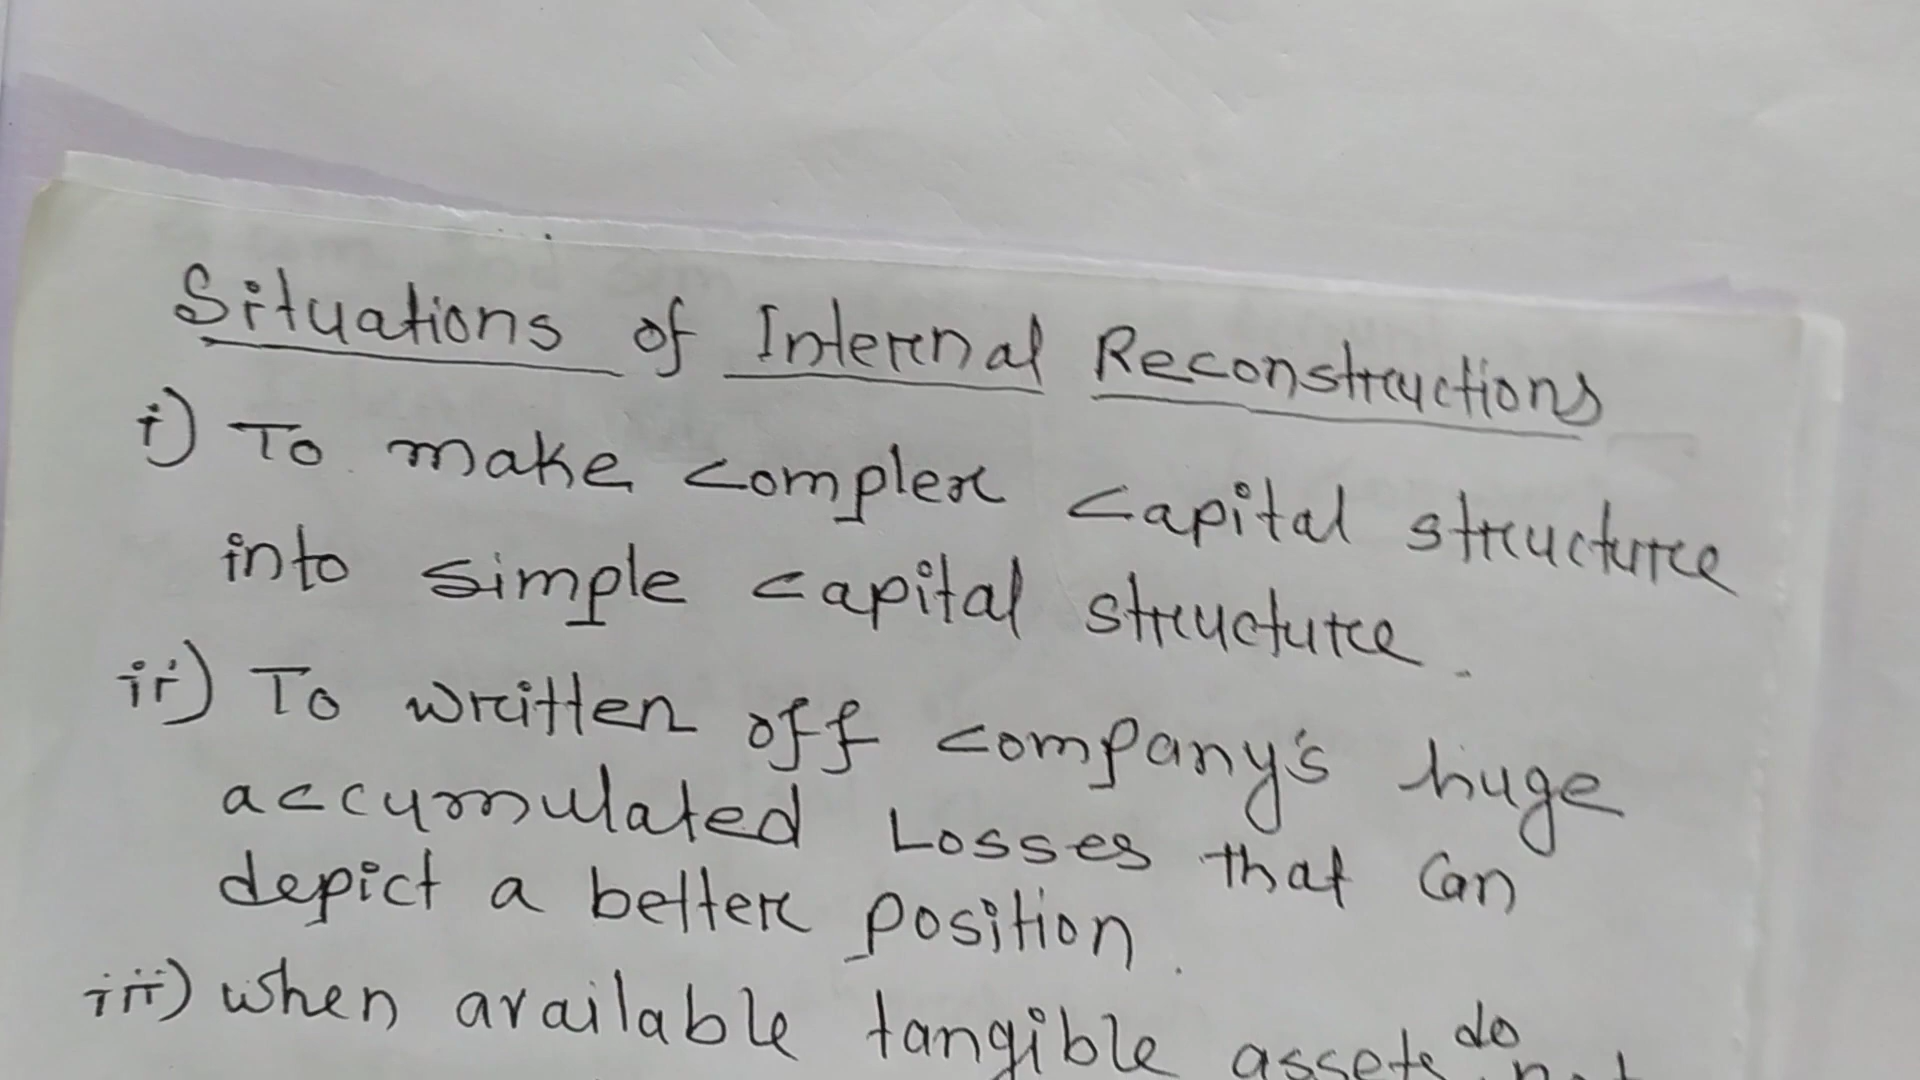 Situations of Internal Reconstructions
i) To make complex capital structure
into simple capital structure.
ii) To written off company's huge
accumulated Losses that can
depict a better position.
iii) when available tangible assets do not